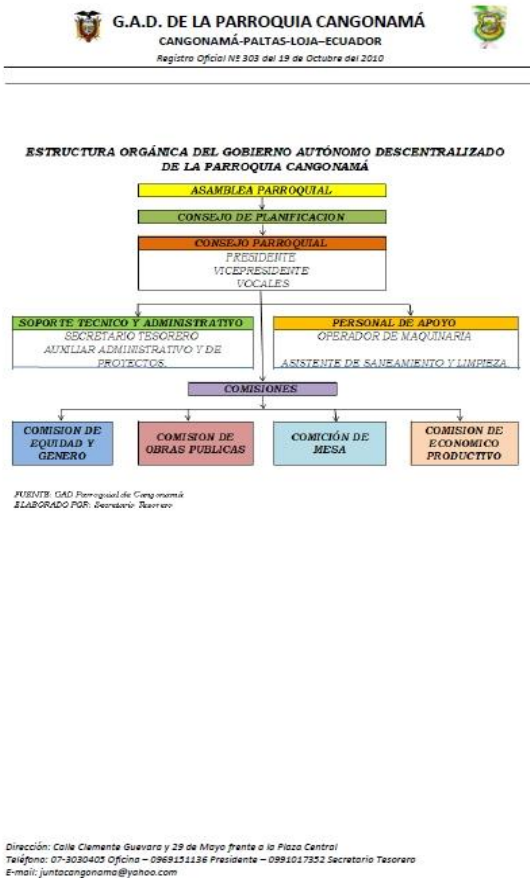 G.A.D. DE LA PARROQUIA CANGONAMÁ
CANGONAMÁ-PALTAS-LOJA–ECUADOR
Registro Oficial Nº 303 del 19 de Octubre del 2010
ESTRUCTURA ORGÁNICA DEL GOBIERNO AUTÓNOMO DESCENTRALIZADO
DE LA PARROQUIA CANGONAMÁ
ASAMBLEA PARROQUIAL
CONSEJO DE PLANIFICACION
CONSEJO PARROQUIAL
PRESIDENTE
VICEPRESIDENTE
VOCALES
SOPORTE TECNICO Y ADMINISTRATIVO
SECRETARIO TESORERO
AUXILIAR ADMINISTRATIVO Y DE
PROYECTOS.
PERSONAL DE APOYO
OPERADOR DE MAQUINARIA
ASISTENTE DE SANEAMIENTO Y LIMPIEZA
COMISIONES
COMISION DE
EQUIDAD Y
GENERO
COMISION DE
OBRAS PUBLICAS
COMICIÓN DE
MESA
COMISION DE
ECONOMICO
PRODUCTIVO
FUENTE: GAD Parroquial de Cangonamá
ELABORADO POR: Secretario Tesorero
Dirección: Calle Clemente Guevara y 29 de Mayo frente a la Plaza Central
Teléfono: 07-3030405 Oficina – 0969151136 Presidente – 0991017352 Secretario Tesorero
E-mail: juntacangonama@yahoo.com